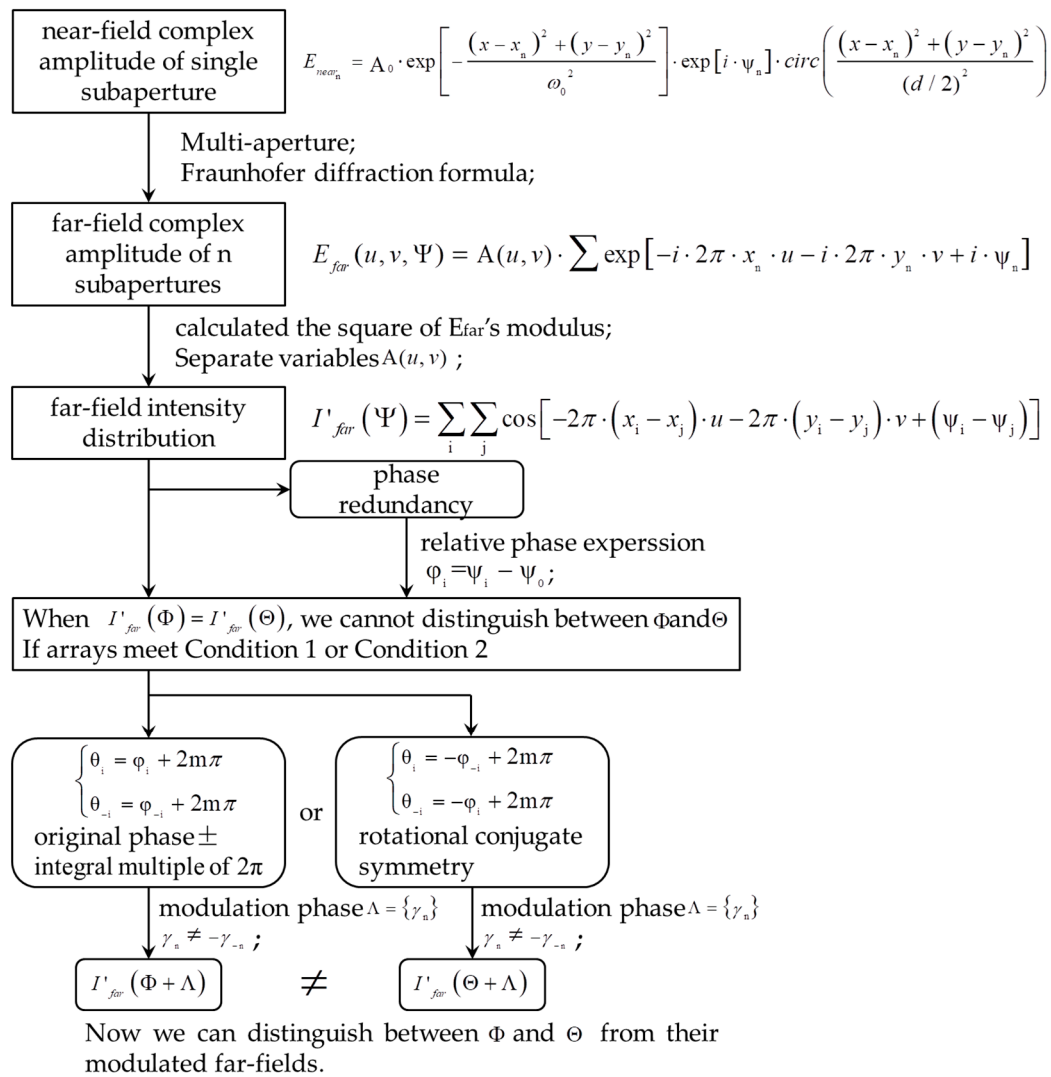 near-field complex
amplitude of single
subaperture
E_near_n = A_0 · exp[ −((x − x_n)^2 + (y − y_n)^2) / ω_0^2 ] · exp[i · ψ_n] · circ( ((x − x_n)^2 + (y − y_n)^2) / (d / 2)^2 )
Multi-aperture;
Fraunhofer diffraction formula;
far-field complex
amplitude of n
subapertures
E_far (u, v, Ψ) = A(u, v) · ∑ exp[−i · 2π · x_n · u − i · 2π · y_n · v + i · ψ_n]
calculated the square of Efar's modulus;
Separate variables A(u, v) ;
far-field intensity
distribution
I'_far (Ψ) = ∑_i ∑_j cos[−2π · (x_i − x_j) · u − 2π · (y_i − y_j) · v + (ψ_i − ψ_j)]
phase
redundancy
relative phase experssion
φ_i = ψ_i − ψ_0 ;
When I'_far (Φ) = I'_far (Θ), we cannot distinguish between Φ and Θ
If arrays meet Condition 1 or Condition 2
{ θ_i = φ_i + 2mπ
θ_-i = φ_-i + 2mπ
original phase ±
integral multiple of 2π
or
{ θ_i = −φ_-i + 2mπ
θ_-i = −φ_i + 2mπ
rotational conjugate
symmetry
modulation phase Λ = {γ_n}
γ_n ≠ −γ_-n ;
modulation phase Λ = {γ_n}
γ_n ≠ −γ_-n ;
I'_far (Φ + Λ)
≠
I'_far (Θ + Λ)
Now we can distinguish between Φ and Θ from their
modulated far-fields.